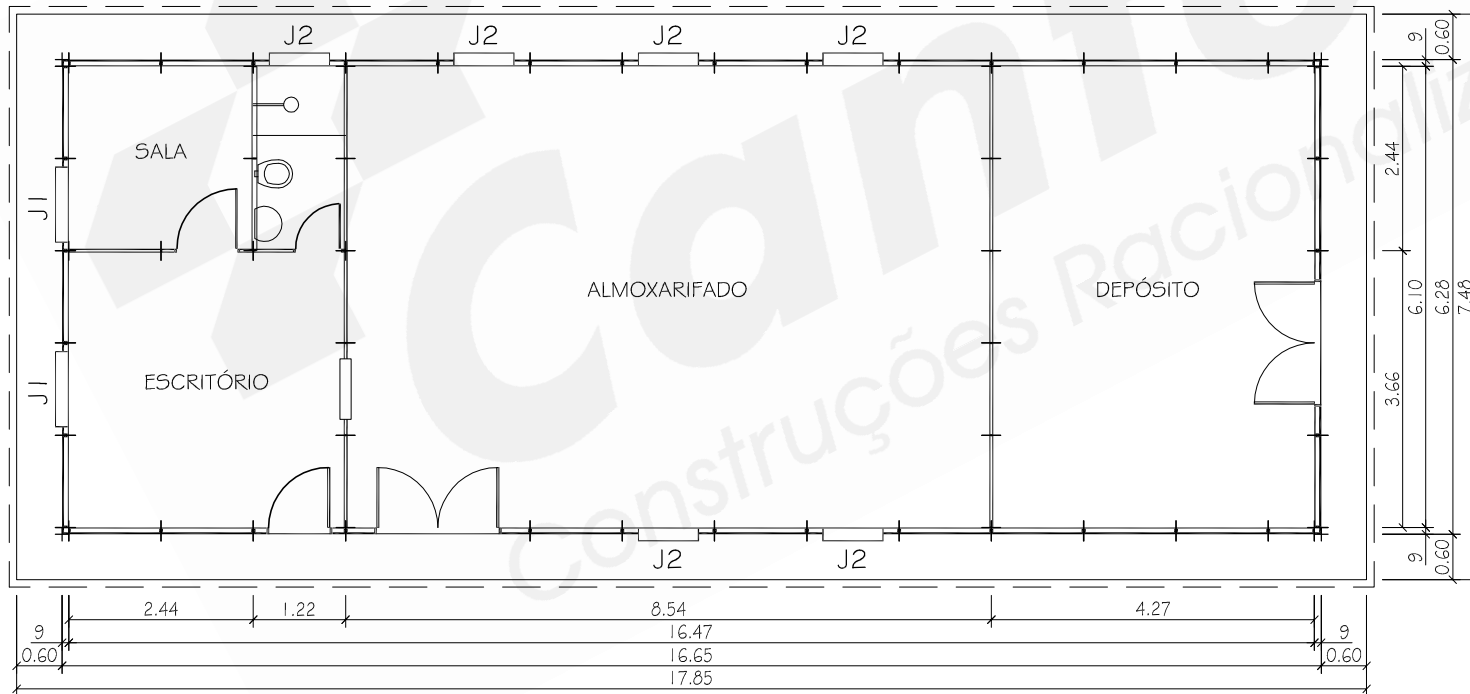 J2 J2 J2 J2
SALA
J1
ALMOXARIFADO
DEPÓSITO
ESCRITÓRIO
J1
J2 J2
9
0.60
2.44
6.10
6.28
7.48
3.66
9
0.60
2.44 1.22 8.54 4.27
9 16.47 9
0.60 16.65 0.60
17.85
Construções